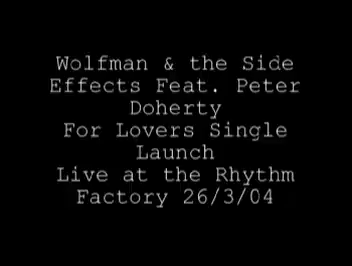 Wolfman & the Side
Effects Feat. Peter
Doherty
For Lovers Single
Launch
Live at the Rhythm
Factory 26/3/04